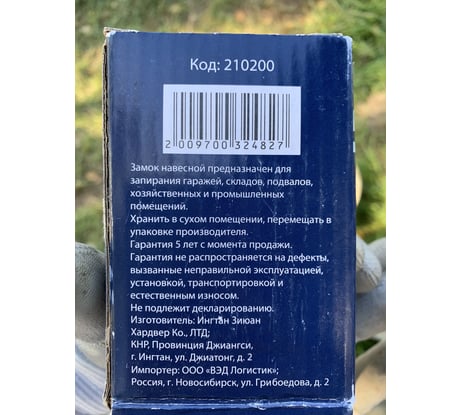 Код: 210200
2 009700 324827
Замок навесной предназначен для
запирания гаражей, складов, подвалов,
хозяйственных и промышленных
помещений.
Хранить в сухом помещении, перемещать в
упаковке производителя.
Гарантия 5 лет с момента продажи.
Гарантия не распространяется на дефекты,
вызванные неправильной эксплуатацией,
установкой, транспортировкой и
естественным износом.
Не подлежит декларированию.
Изготовитель: Ингтан Зиюан
Хардвер Ко., ЛТД;
КНР, Провинция Джиангси,
г. Ингтан, ул. Джиатонг, д. 2
Импортер: ООО «ВЭД Логистик»;
Россия, г. Новосибирск, ул. Грибоедова, д. 2